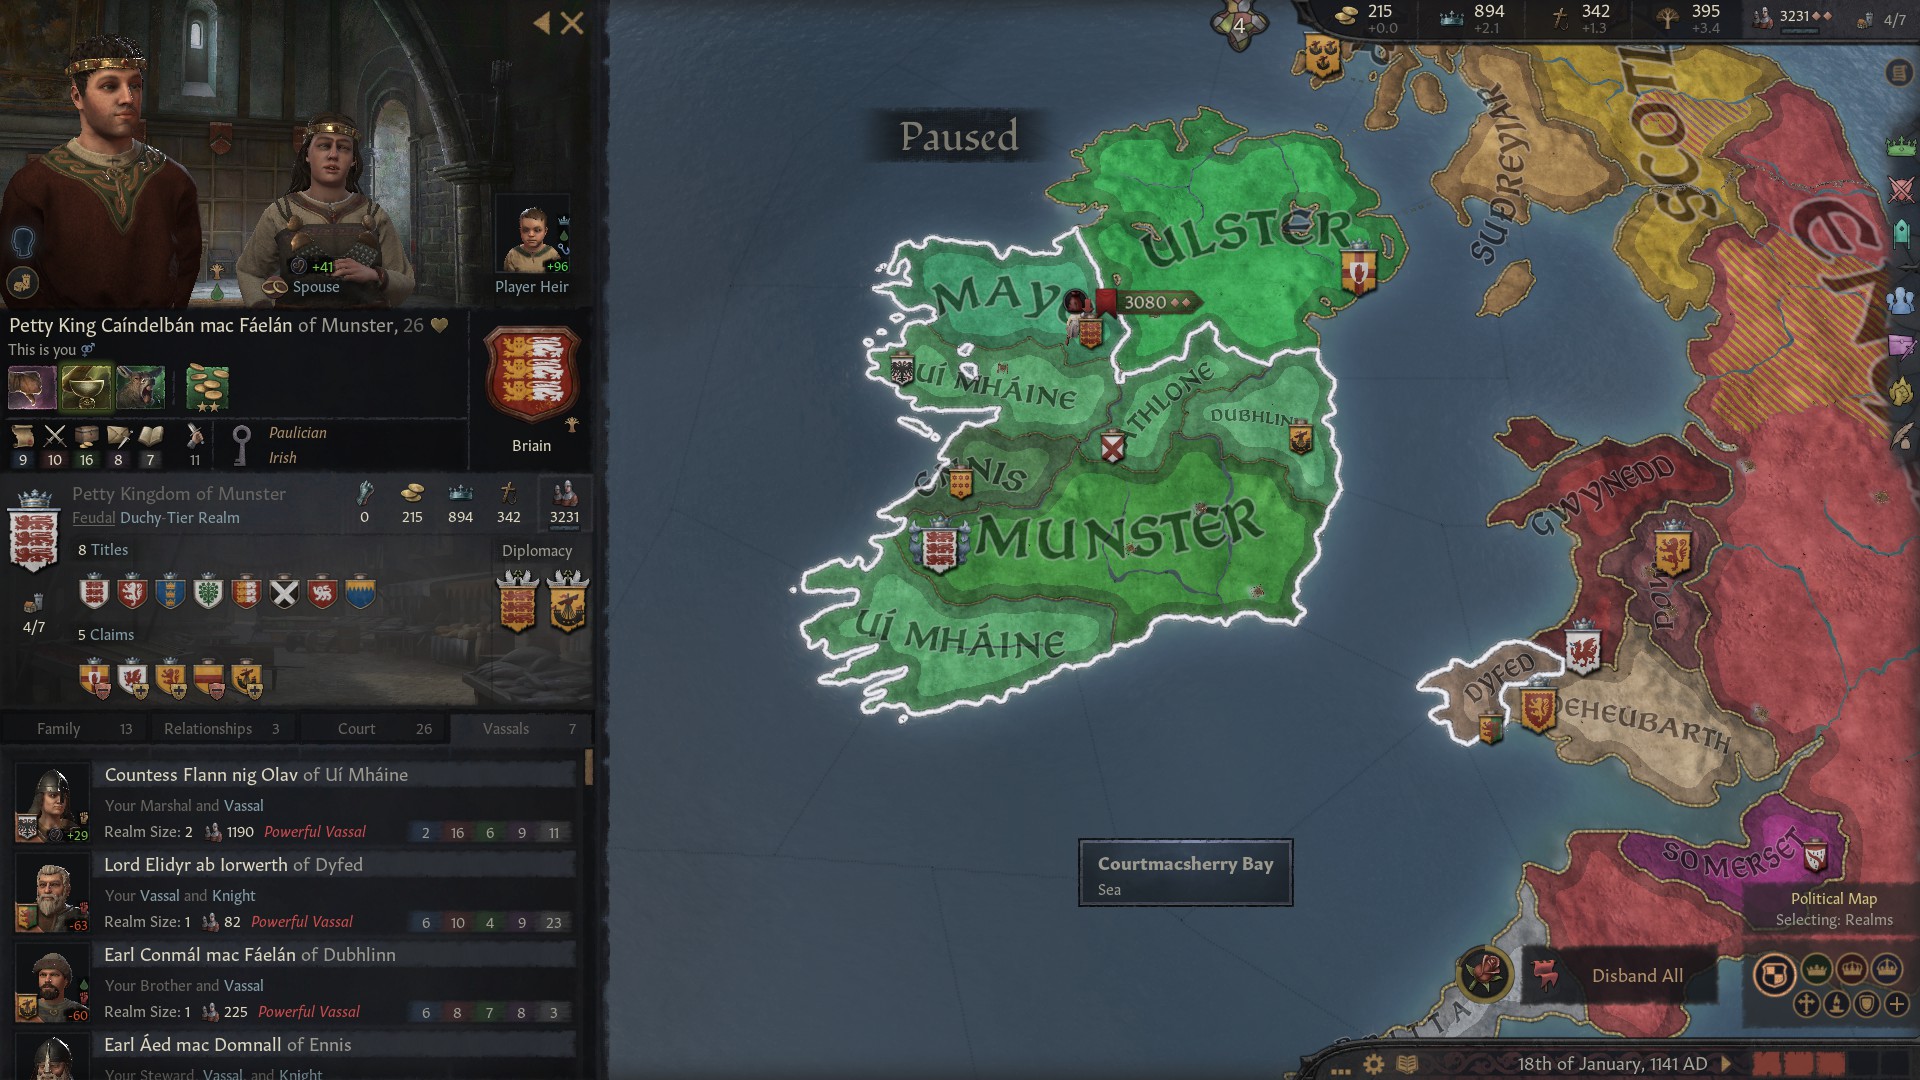 4
215
+0.0
894
+2.1
342
+1.3
395
+3.4
3231
4/7
Paused
+41
Spouse
+96
Player Heir
Petty King Caíndelbán mac Fáelán of Munster, 26
This is you
9 10 16 8 7 11
Paulician
Irish
Briain
Petty Kingdom of Munster
Feudal Duchy-Tier Realm
0 215 894 342 3231
8 Titles
Diplomacy
4/7
5 Claims
Family 13
Relationships 3
Court 26
Vassals 7
Countess Flann nig Olav of Uí Mháine
Your Marshal and Vassal
Realm Size: 2 1190 Powerful Vassal
+29
2 16 6 9 11
Lord Elidyr ab Iorwerth of Dyfed
Your Vassal and Knight
Realm Size: 1 82 Powerful Vassal
-63
6 10 4 9 23
Earl Conmál mac Fáelán of Dubhlinn
Your Brother and Vassal
Realm Size: 1 225 Powerful Vassal
-60
6 8 7 8 3
Earl Áed mac Domnall of Ennis
Your Steward, Vassal, and Knight
ULSTER
MAYO
3080
UÍ MHÁINE
ATHLONE
DUBHLINN
ENNIS
MUNSTER
UÍ MHÁINE
SUÐREYJAR
SCOTL
GWYNEDD
POW
DYFED
DEHEUBARTH
SOMERSET
Courtmacsherry Bay
Sea
Political Map
Selecting: Realms
Disband All
18th of January, 1141 AD